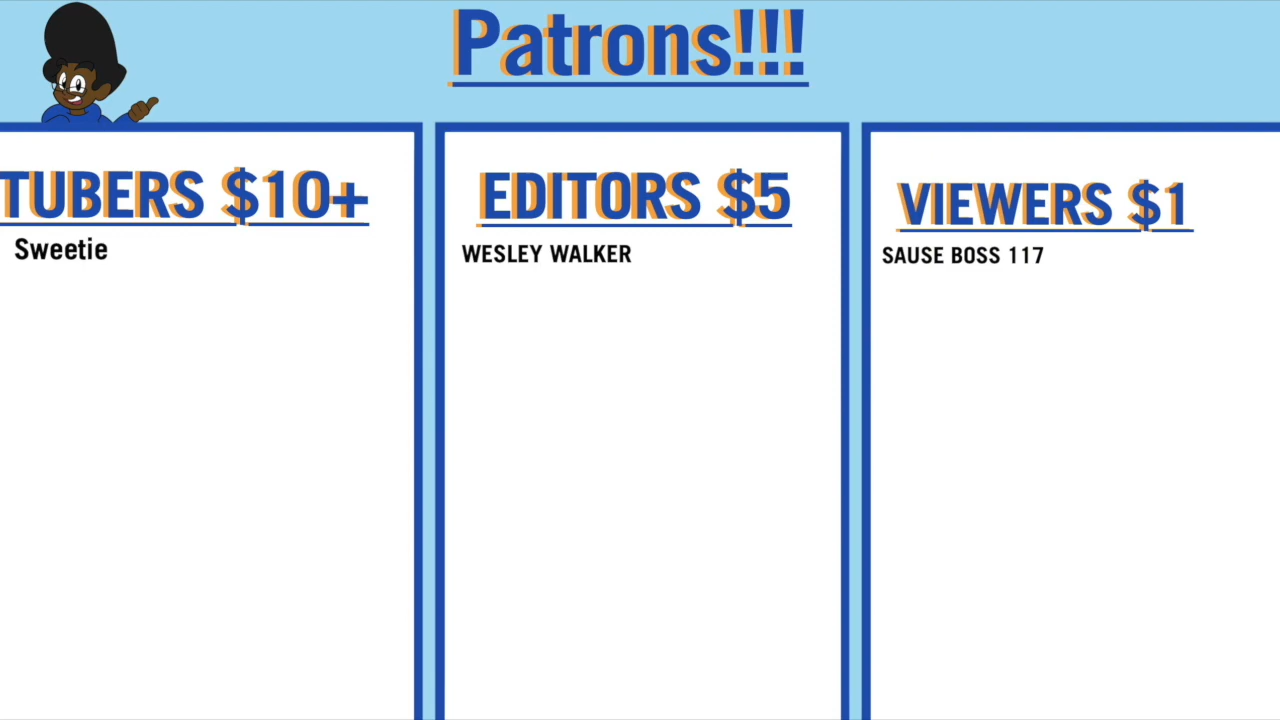 Patrons!!!
TUBERS $10+
Sweetie
EDITORS $5
WESLEY WALKER
VIEWERS $1
SAUSE BOSS 117